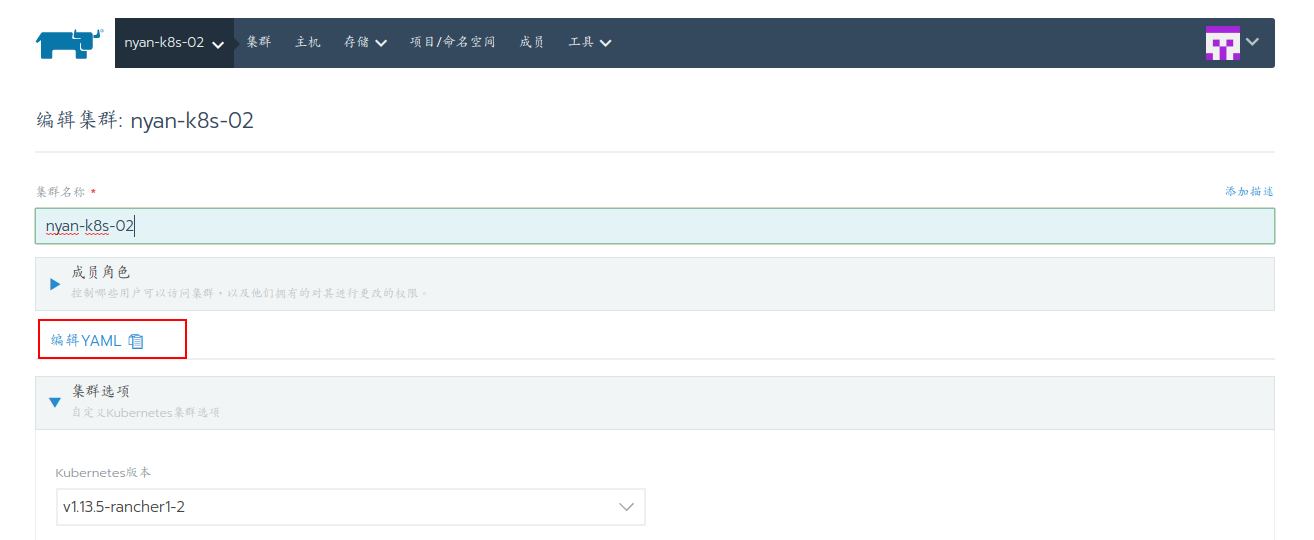 nyan-k8s-02 集群 主机 存储 项目/命名空间 成员 工具
编辑集群: nyan-k8s-02
集群名称 * 添加描述
nyan-k8s-02
成员角色
控制哪些用户可以访问集群，以及他们拥有的对其进行更改的权限。
编辑YAML
集群选项
自定义Kubernetes集群选项
Kubernetes版本
v1.13.5-rancher1-2